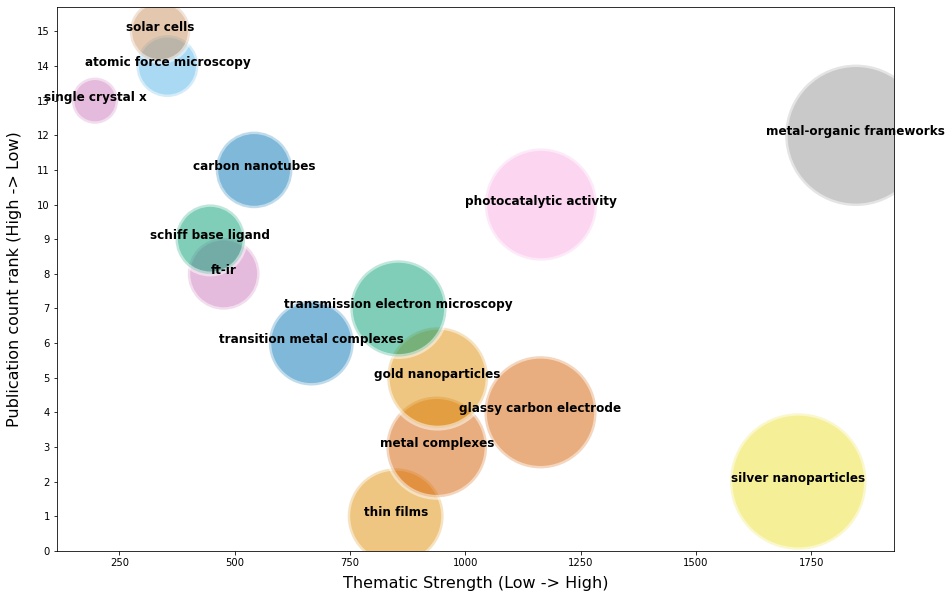 15
solar cells
14
atomic force microscopy
13
single crystal x
12
metal-organic frameworks
11
carbon nanotubes
10
photocatalytic activity
9
schiff base ligand
8
ft-ir
7
transmission electron microscopy
6
transition metal complexes
5
gold nanoparticles
4
glassy carbon electrode
3
metal complexes
2
silver nanoparticles
1
thin films
0
Publication count rank (High -> Low)
250
500
750
1000
1250
1500
1750
Thematic Strength (Low -> High)